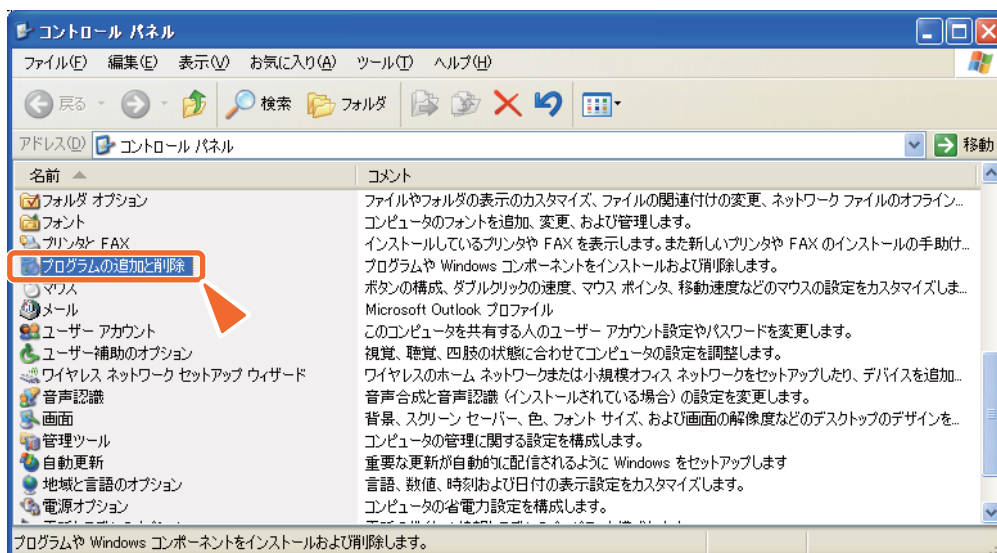 コントロール パネル
ファイル(F) 編集(E) 表示(V) お気に入り(A) ツール(T) ヘルプ(H)
戻る 検索 フォルダ
アドレス(D) コントロール パネル 移動
名前 コメント
フォルダ オプション ファイルやフォルダの表示のカスタマイズ、ファイルの関連付けの変更、ネットワーク ファイルのオフライン...
フォント コンピュータのフォントを追加、変更、および管理します。
プリンタと FAX インストールしているプリンタや FAX を表示します。また新しいプリンタや FAX のインストールの手助け...
プログラムの追加と削除 プログラムや Windows コンポーネントをインストールおよび削除します。
マウス ボタンの構成、ダブルクリックの速度、マウス ポインタ、移動速度などのマウスの設定をカスタマイズしま...
メール Microsoft Outlook プロファイル
ユーザー アカウント このコンピュータを共有する人のユーザー アカウント設定やパスワードを変更します。
ユーザー補助のオプション 視覚、聴覚、四肢の状態に合わせてコンピュータの設定を調整します。
ワイヤレス ネットワーク セットアップ ウィザード ワイヤレスのホーム ネットワークまたは小規模オフィス ネットワークをセットアップしたり、デバイスを追加...
音声認識 音声合成と音声認識 (インストールされている場合) の設定を変更します。
画面 背景、スクリーン セーバー、色、フォント サイズ、および画面の解像度などのデスクトップのデザインを...
管理ツール コンピュータの管理に関する設定を構成します。
自動更新 重要な更新が自動的に配信されるように Windows をセットアップします
地域と言語のオプション 言語、数値、時刻および日付の表示設定をカスタマイズします。
電源オプション コンピュータの省電力設定を構成します。
プログラムや Windows コンポーネントをインストールおよび削除します。